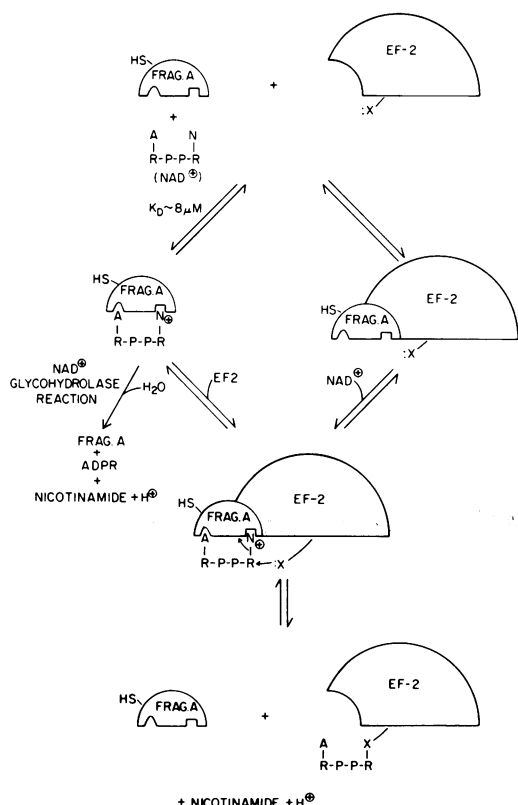 HS
FRAG.A
+
EF-2
:X
+
A N
R-P-P-R
(NAD⊕)
KD~8μM
HS
FRAG.A
A N⊕
R-P-P-R
HS
FRAG.A
EF-2
:X
NAD⊕
GLYCOHYDROLASE
REACTION
H2O
EF2
NAD⊕
FRAG.A
+
ADPR
+
NICOTINAMIDE + H⊕
HS
FRAG.A
EF-2
A N⊕
R-P-P-R :X
HS
FRAG.A
+
EF-2
A X
R-P-P-R
+ NICOTINAMIDE + H⊕